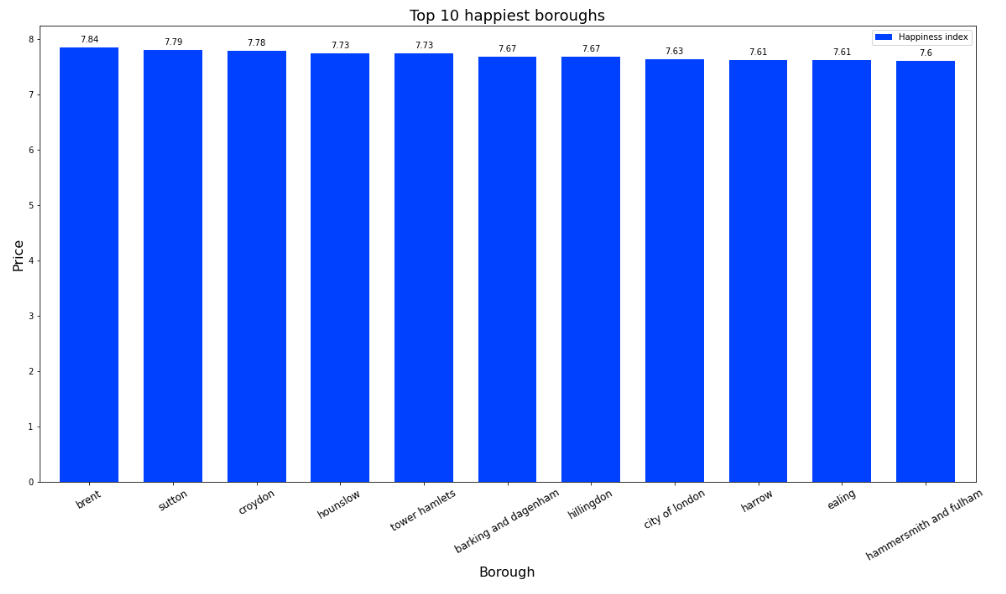 Top 10 happiest boroughs
Happiness index
Price
8
7
6
5
4
3
2
1
0
7.84
7.79
7.78
7.73
7.73
7.67
7.67
7.63
7.61
7.61
7.6
brent
sutton
croydon
hounslow
tower hamlets
barking and dagenham
hillingdon
city of london
harrow
ealing
hammersmith and fulham
Borough